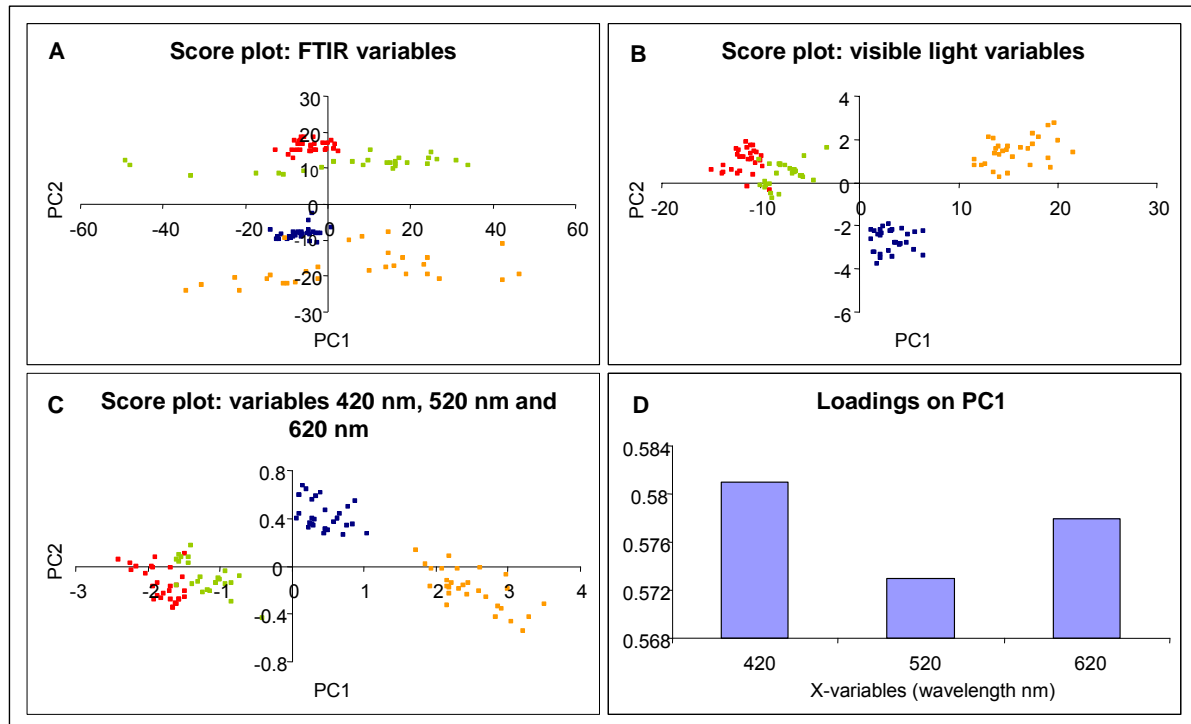 A
Score plot: FTIR variables
30
20
10
0
-10
-20
-30
-60
-40
-20
0
20
40
60
PC2
PC1
B
Score plot: visible light variables
4
2
0
-2
-4
-6
-20
-10
0
10
20
30
PC2
PC1
C
Score plot: variables 420 nm, 520 nm and
620 nm
0.8
0.4
0.0
-0.4
-0.8
-3
-2
-1
0
1
2
3
4
PC2
PC1
D
Loadings on PC1
0.584
0.58
0.576
0.572
0.568
420
520
620
X-variables (wavelength nm)